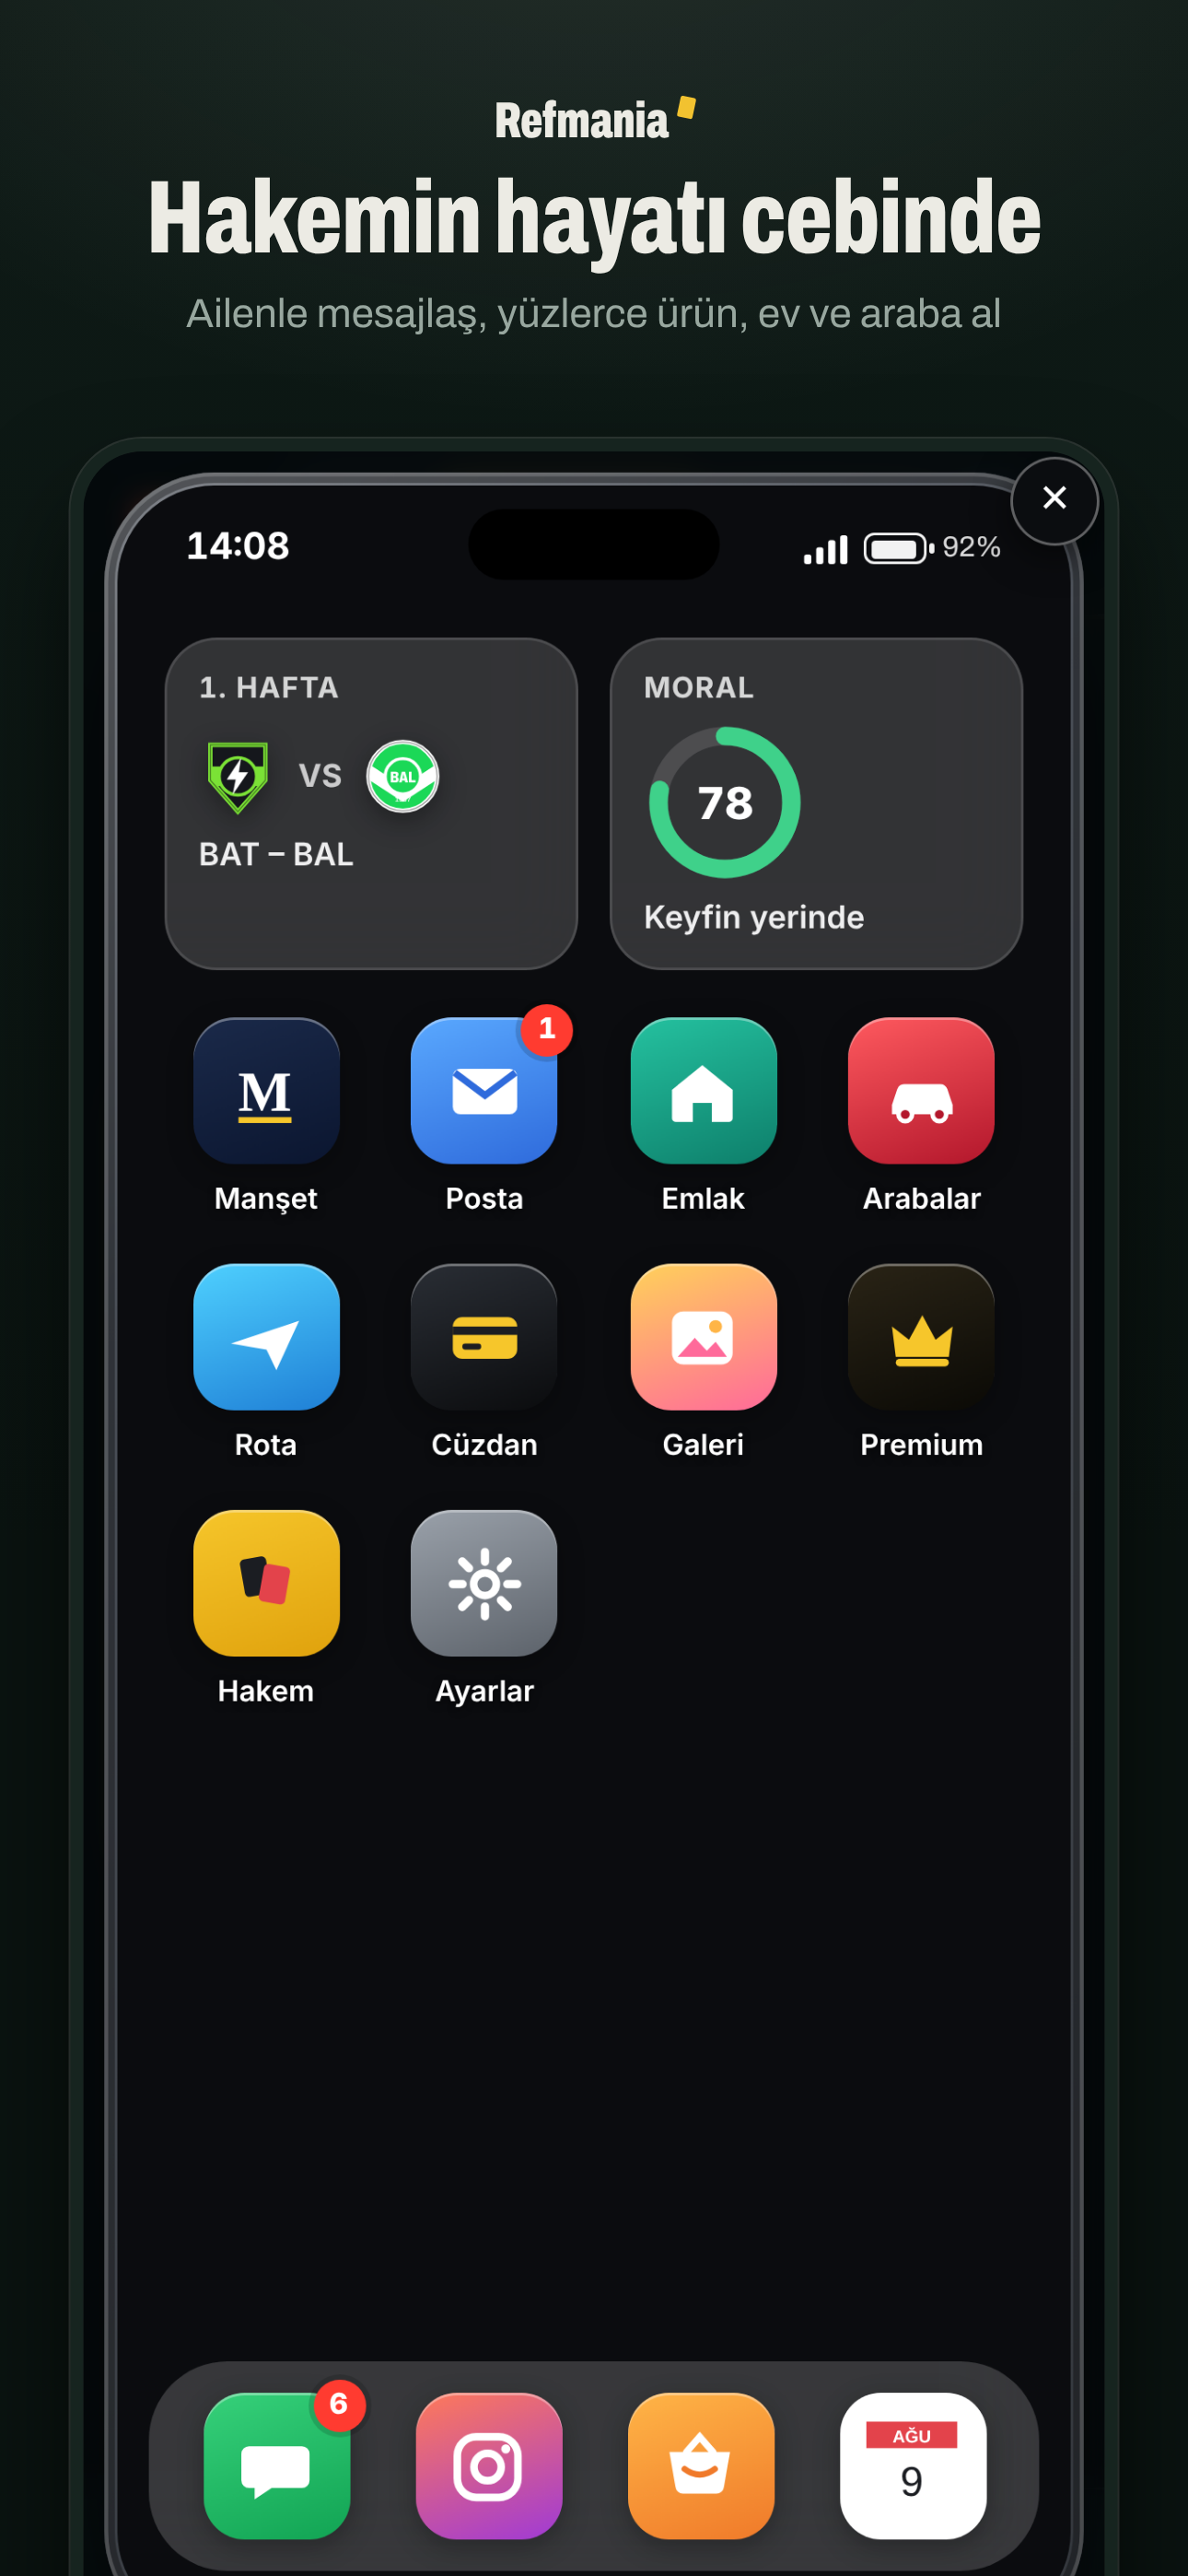 Refmania
Hakemin hayatı cebinde
Ailenle mesajlaş, yüzlerce ürün, ev ve araba al
14:08
92%
1. HAFTA
VS
BAL
BAT – BAL
MORAL
78
Keyfin yerinde
M
1
Manşet
Posta
Emlak
Arabalar
Rota
Cüzdan
Galeri
Premium
Hakem
Ayarlar
6
AĞU
9